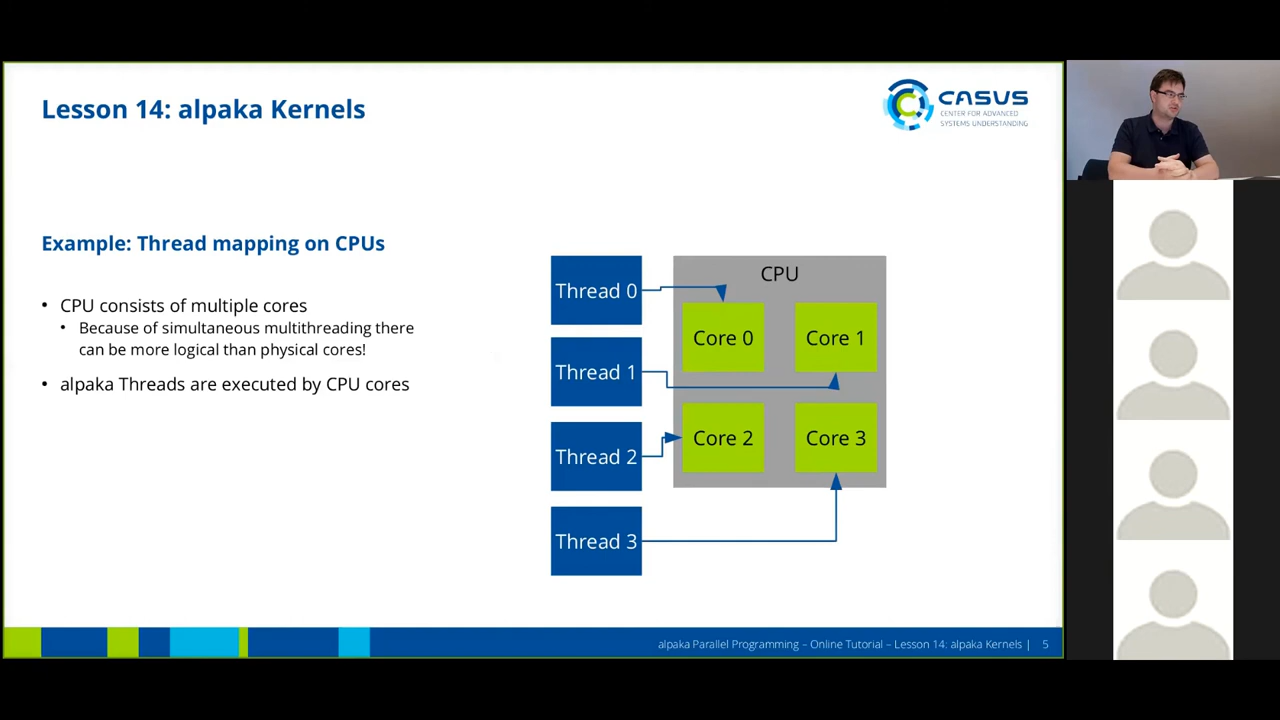 Lesson 14: alpaka Kernels
CASUS
CENTER FOR ADVANCED
SYSTEMS UNDERSTANDING
Example: Thread mapping on CPUs
• CPU consists of multiple cores
• Because of simultaneous multithreading there
can be more logical than physical cores!
• alpaka Threads are executed by CPU cores
Thread 0
Thread 1
Thread 2
Thread 3
CPU
Core 0
Core 1
Core 2
Core 3
alpaka Parallel Programming – Online Tutorial – Lesson 14: alpaka Kernels | 5